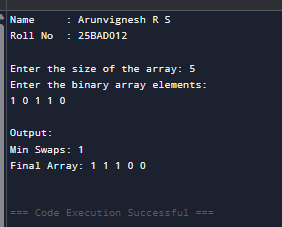 Name     : Arunvignesh R S
Roll No  : 25BAD012
Enter the size of the array: 5
Enter the binary array elements:
1 0 1 1 0
Output:
Min Swaps: 1
Final Array: 1 1 1 0 0
=== Code Execution Successful ===